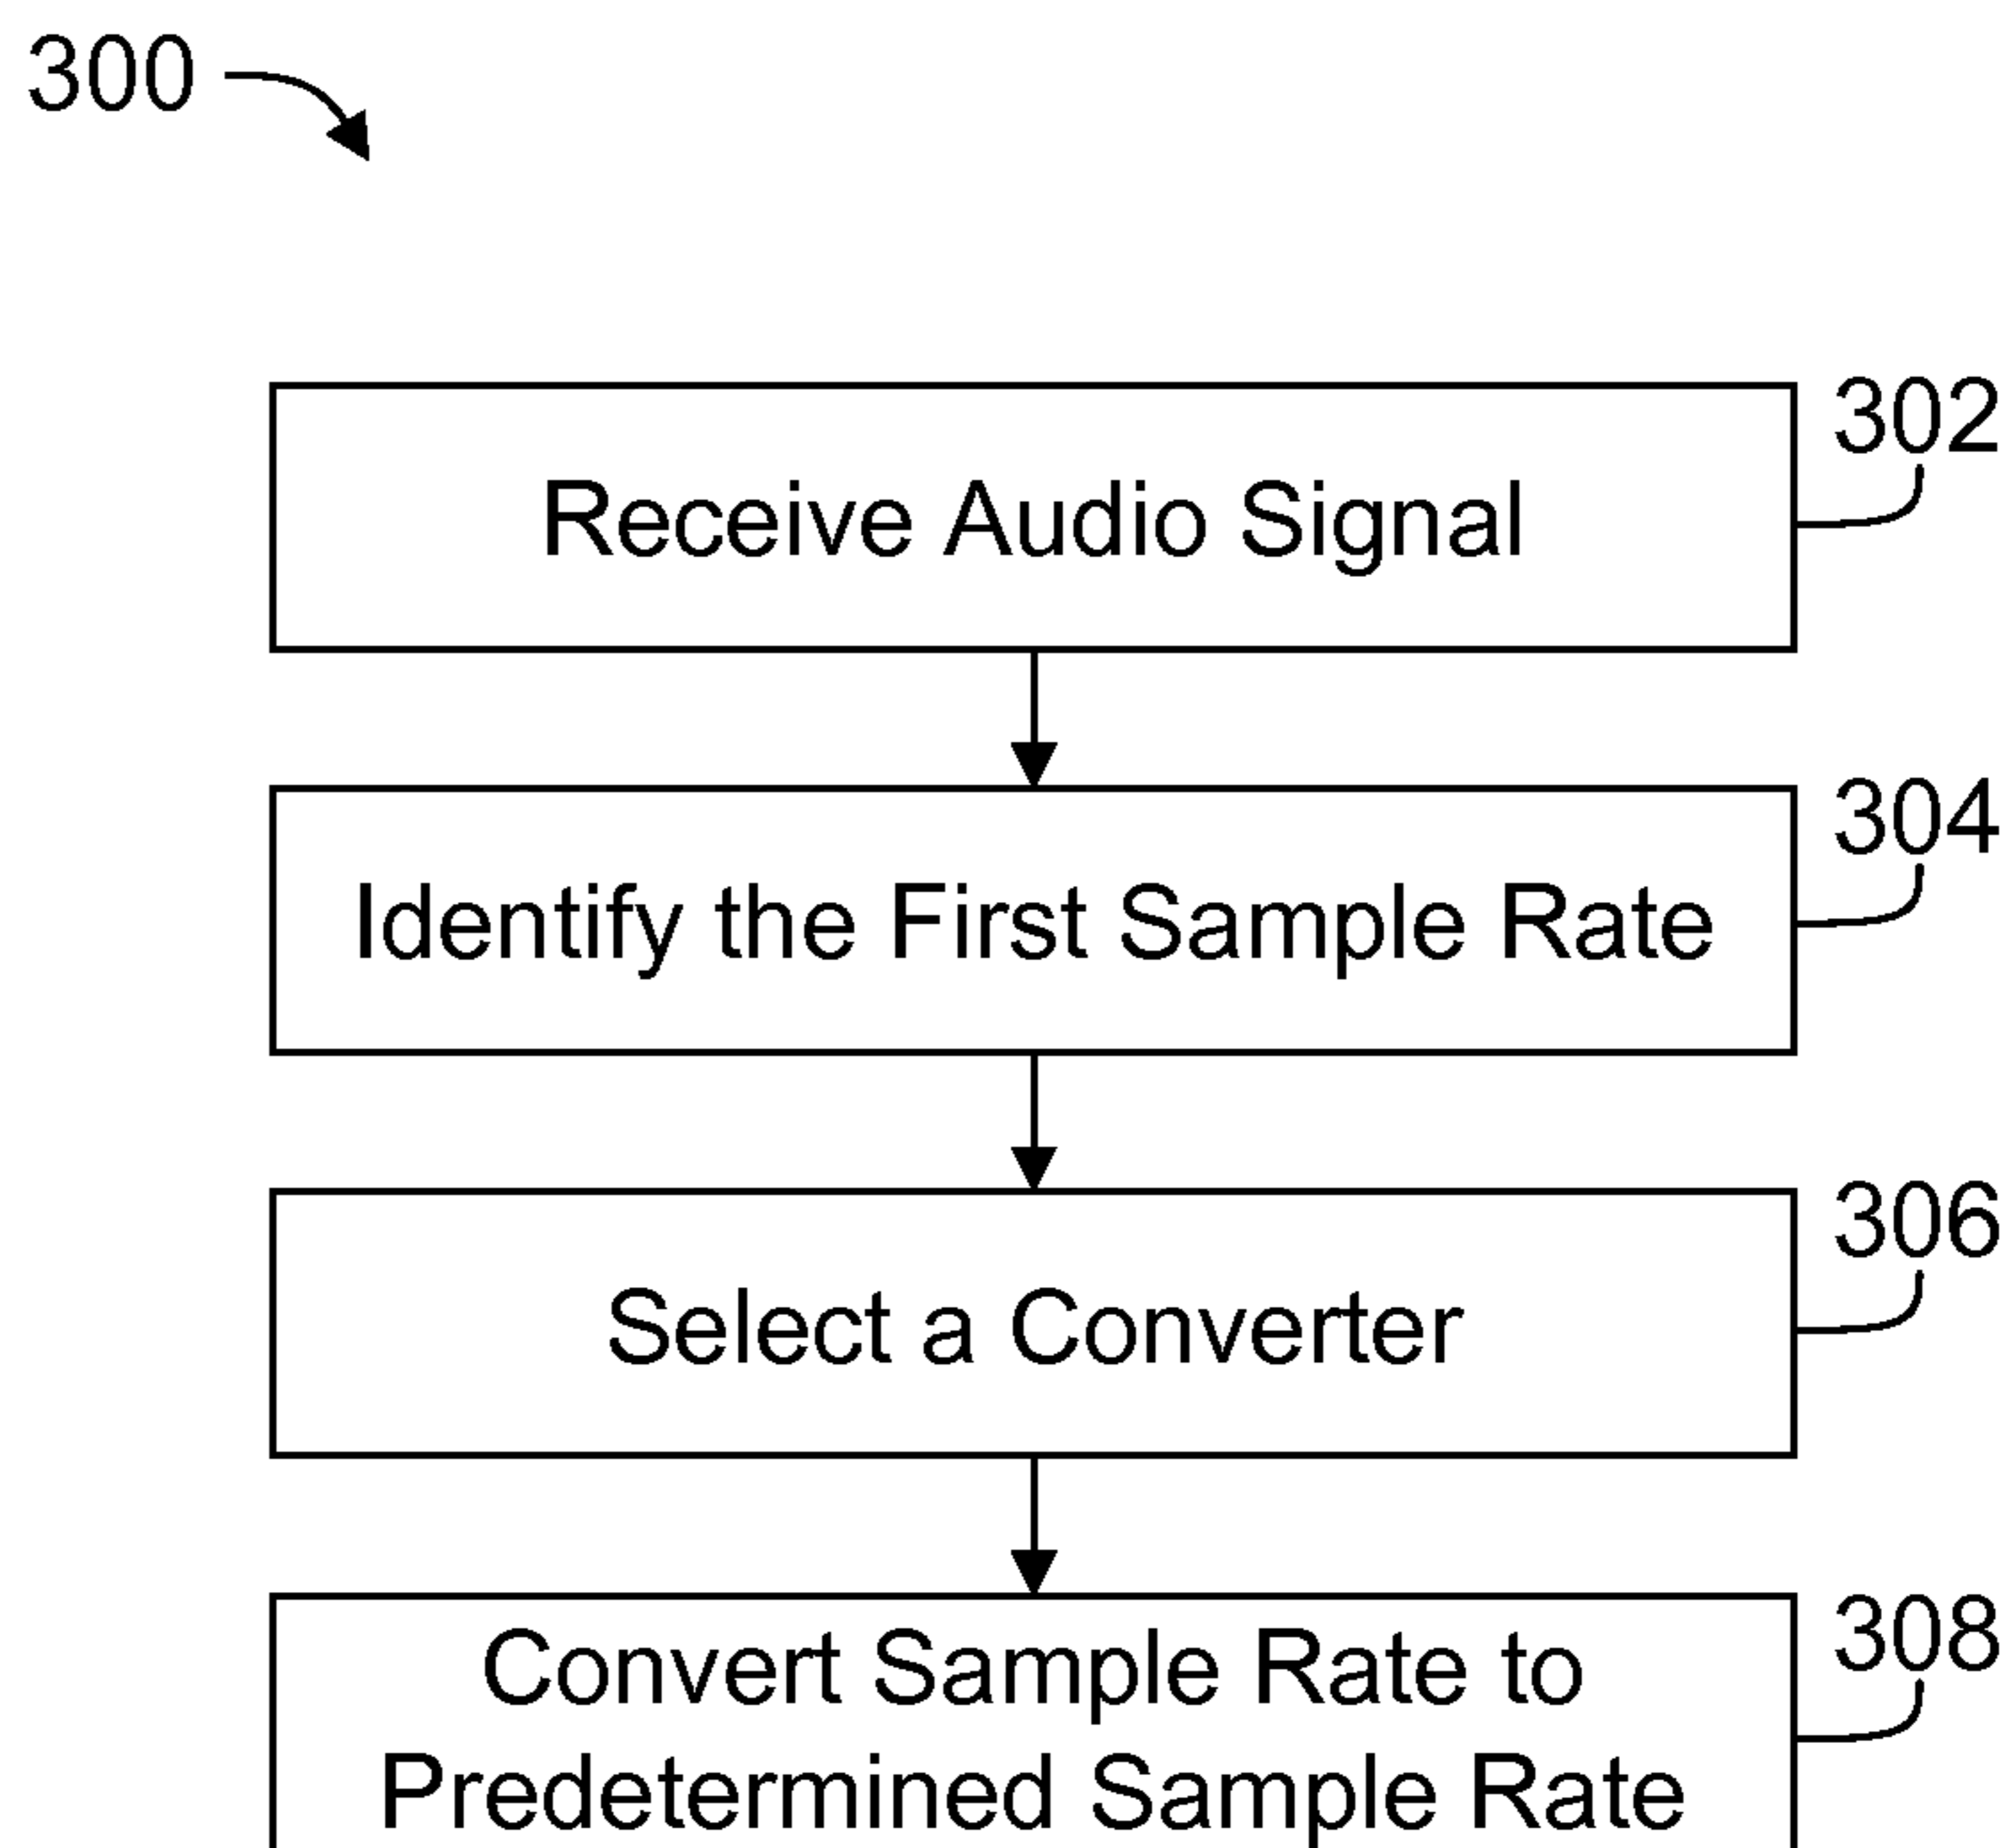 300
302
Receive Audio Signal
304
Identify the First Sample Rate
306
Select a Converter
308
Convert Sample Rate to
Predetermined Sample Rate